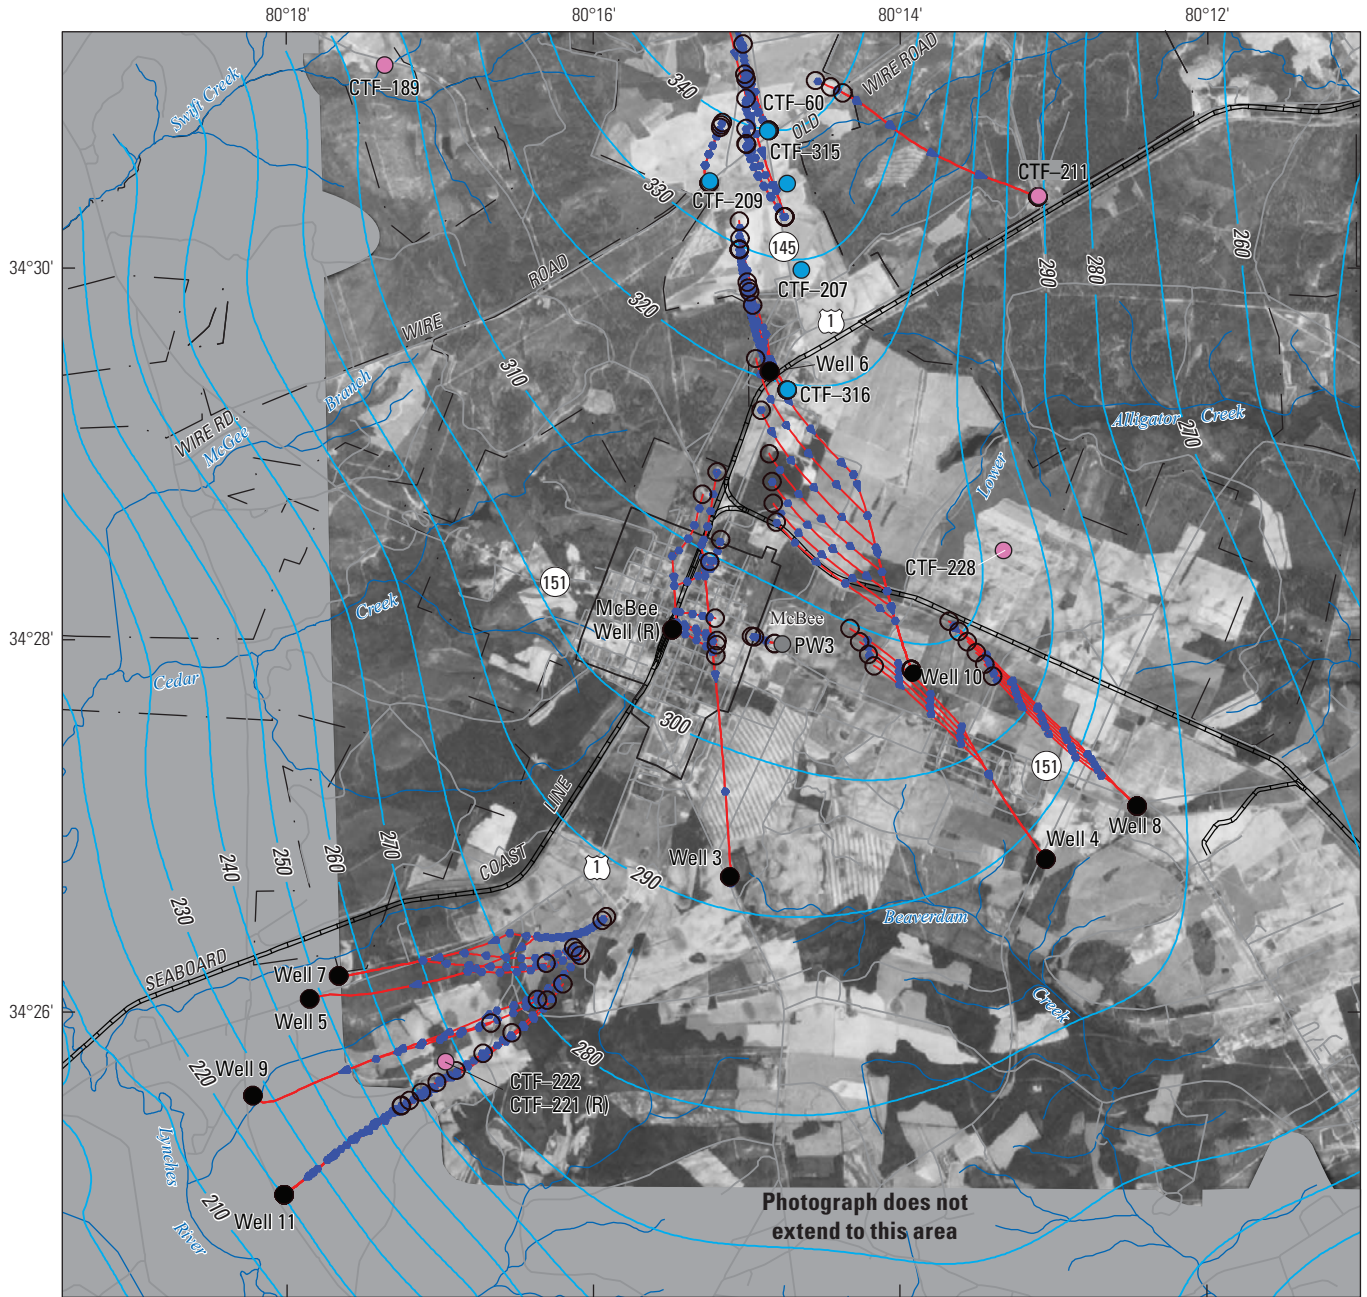 80°18'
80°16'
80°14'
80°12'
34°30'
34°28'
34°26'
Swift Creek
CTF–189
340
CTF–60
OLD
WIRE ROAD
CTF–315
CTF–211
330
CTF–209
145
290
280
260
ROAD
CTF–207
320
WIRE
1
Well 6
310
CTF–316
Branch
Alligator Creek
270
WIRE RD.
McGee
Lower
CTF–228
151
Creek
McBee
Well (R)
McBee
PW3
Cedar
Well 10
300
151
LINE
Well 8
Well 4
COAST
1
Well 3
290
270
260
250
240
230
Beaverdam
SEABOARD
Well 7
Well 5
Creek
280
220
Well 9
CTF–222
CTF–221 (R)
Lynches
River
210
Well 11
Photograph does not
extend to this area